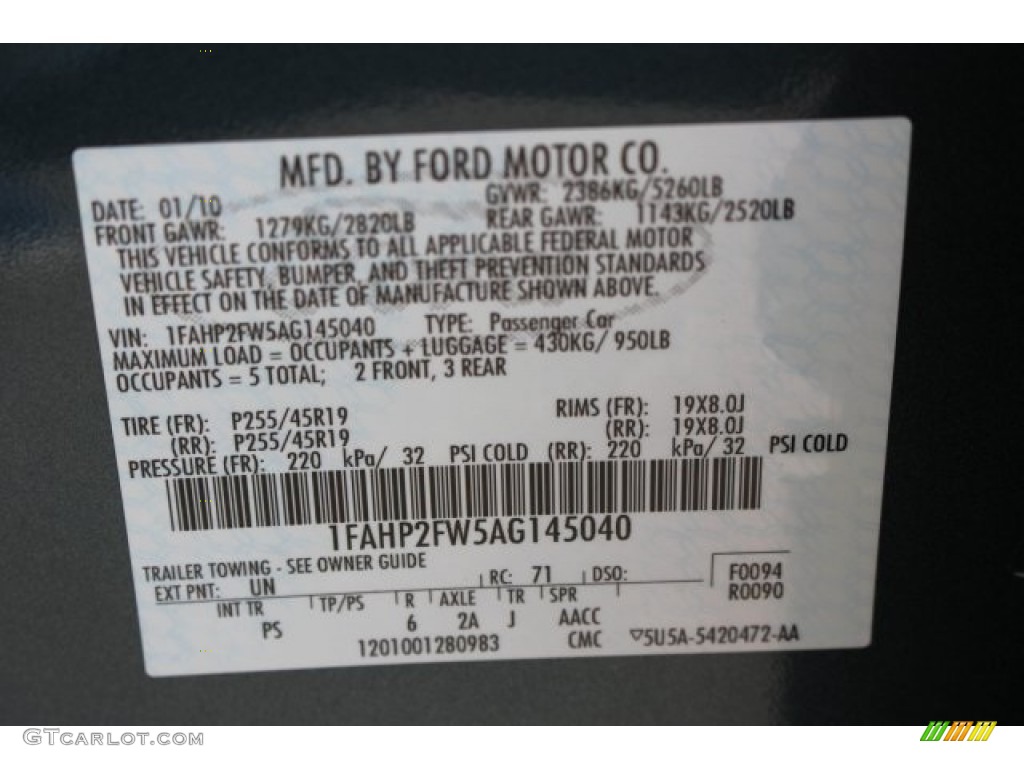 MFD. BY FORD MOTOR CO.
DATE: 01/10 GVWR: 2386KG/5260LB
FRONT GAWR: 1279KG/2820LB REAR GAWR: 1143KG/2520LB
THIS VEHICLE CONFORMS TO ALL APPLICABLE FEDERAL MOTOR
VEHICLE SAFETY, BUMPER, AND THEFT PREVENTION STANDARDS
IN EFFECT ON THE DATE OF MANUFACTURE SHOWN ABOVE.
VIN: 1FAHP2FW5AG145040 TYPE: Passenger Car
MAXIMUM LOAD = OCCUPANTS + LUGGAGE = 430KG/ 950LB
OCCUPANTS = 5 TOTAL; 2 FRONT, 3 REAR
TIRE (FR): P255/45R19 RIMS (FR): 19X8.0J
(RR): P255/45R19 (RR): 19X8.0J
PRESSURE (FR): 220 kPa/ 32 PSI COLD (RR): 220 kPa/ 32 PSI COLD
1FAHP2FW5AG145040
TRAILER TOWING - SEE OWNER GUIDE
EXT PNT: UN RC: 71 DSO: F0094
R0090
INT TR TP/PS R AXLE TR SPR
PS 6 2A J AACC
1201001280983 CMC ▽5U5A-5420472-AA
GTCarLot.com